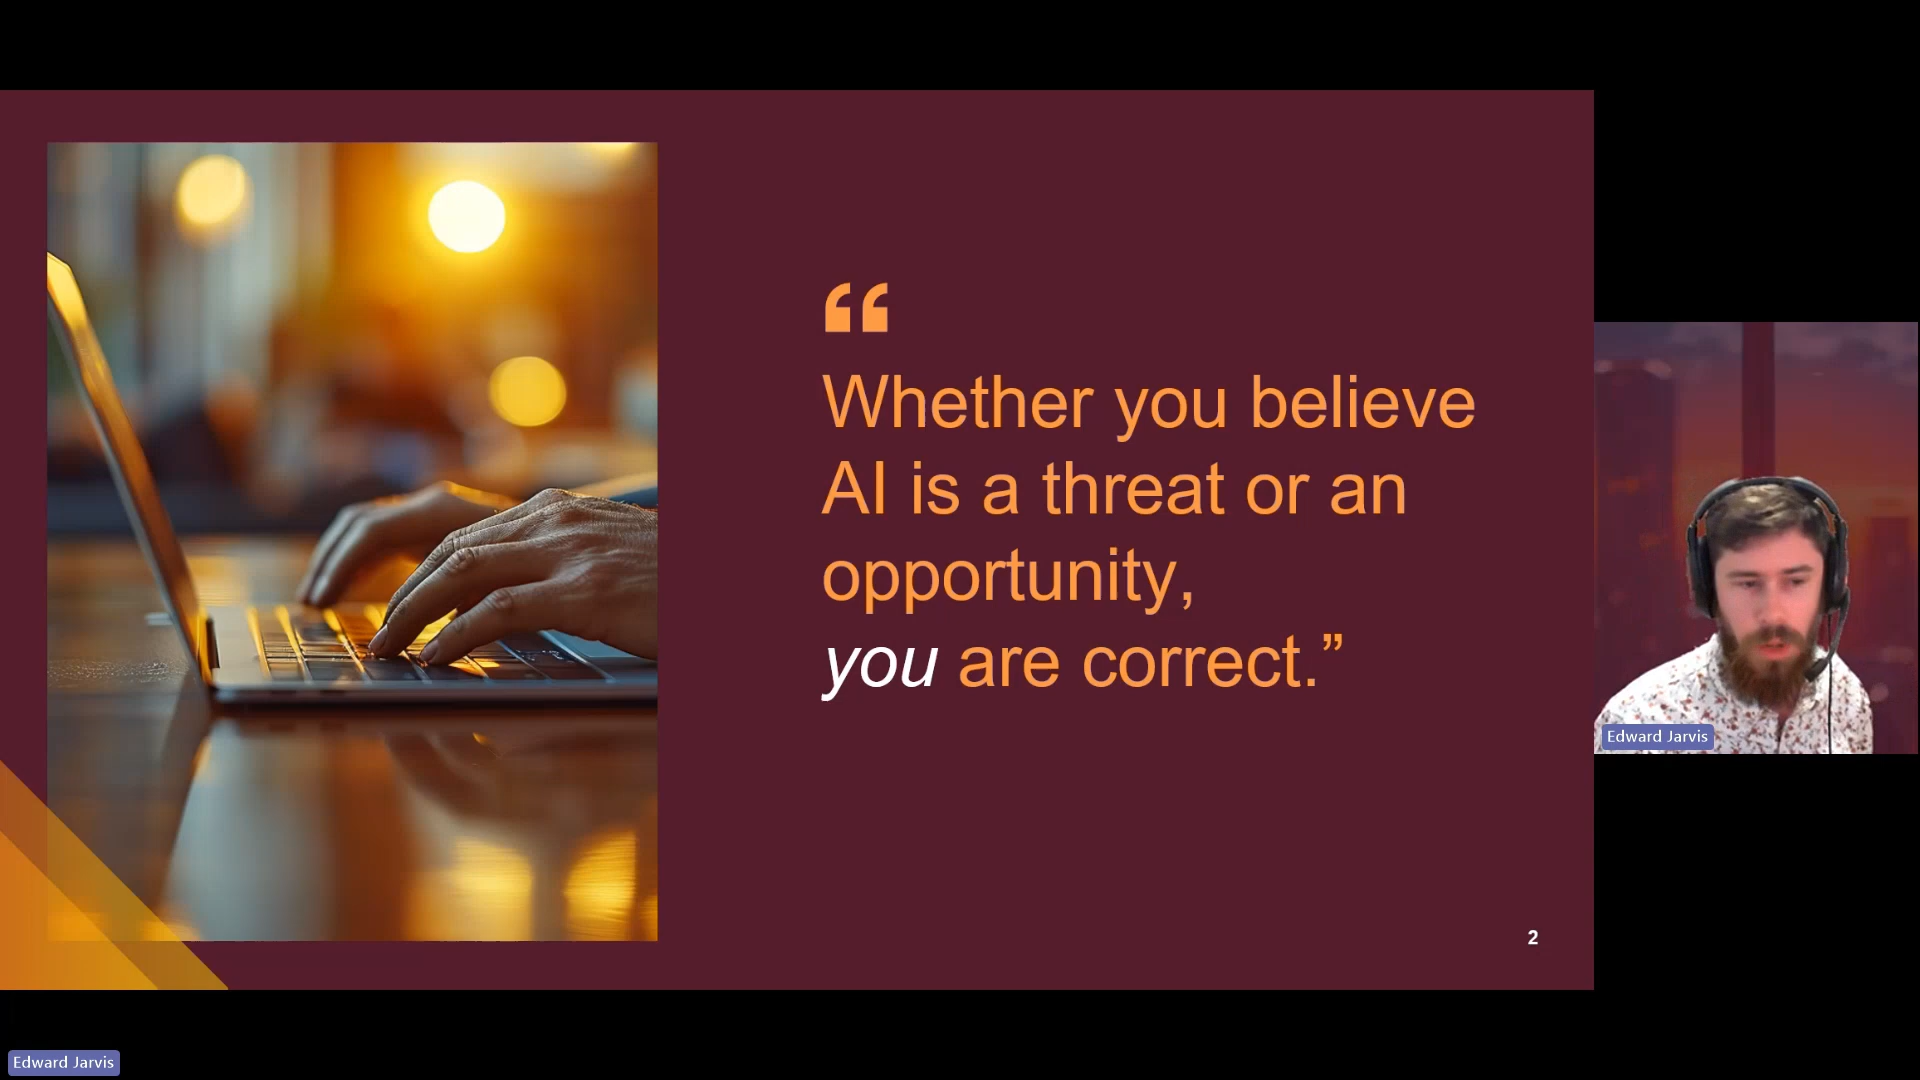 “
Whether you believe
AI is a threat or an
opportunity,
you are correct.”
2
Edward Jarvis
Edward Jarvis